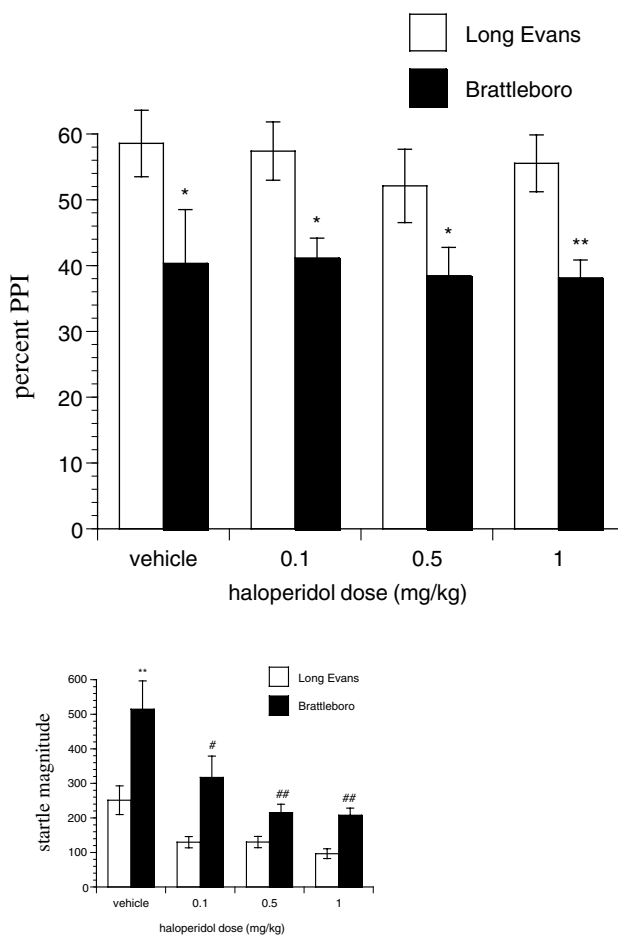 Long Evans
Brattleboro
60
50
40
30
20
10
0
percent PPI
*
*
*
**
vehicle
0.1
0.5
1
haloperidol dose (mg/kg)
600
500
400
300
200
100
0
startle magnitude
Long Evans
Brattleboro
**
#
##
##
vehicle
0.1
0.5
1
haloperidol dose (mg/kg)